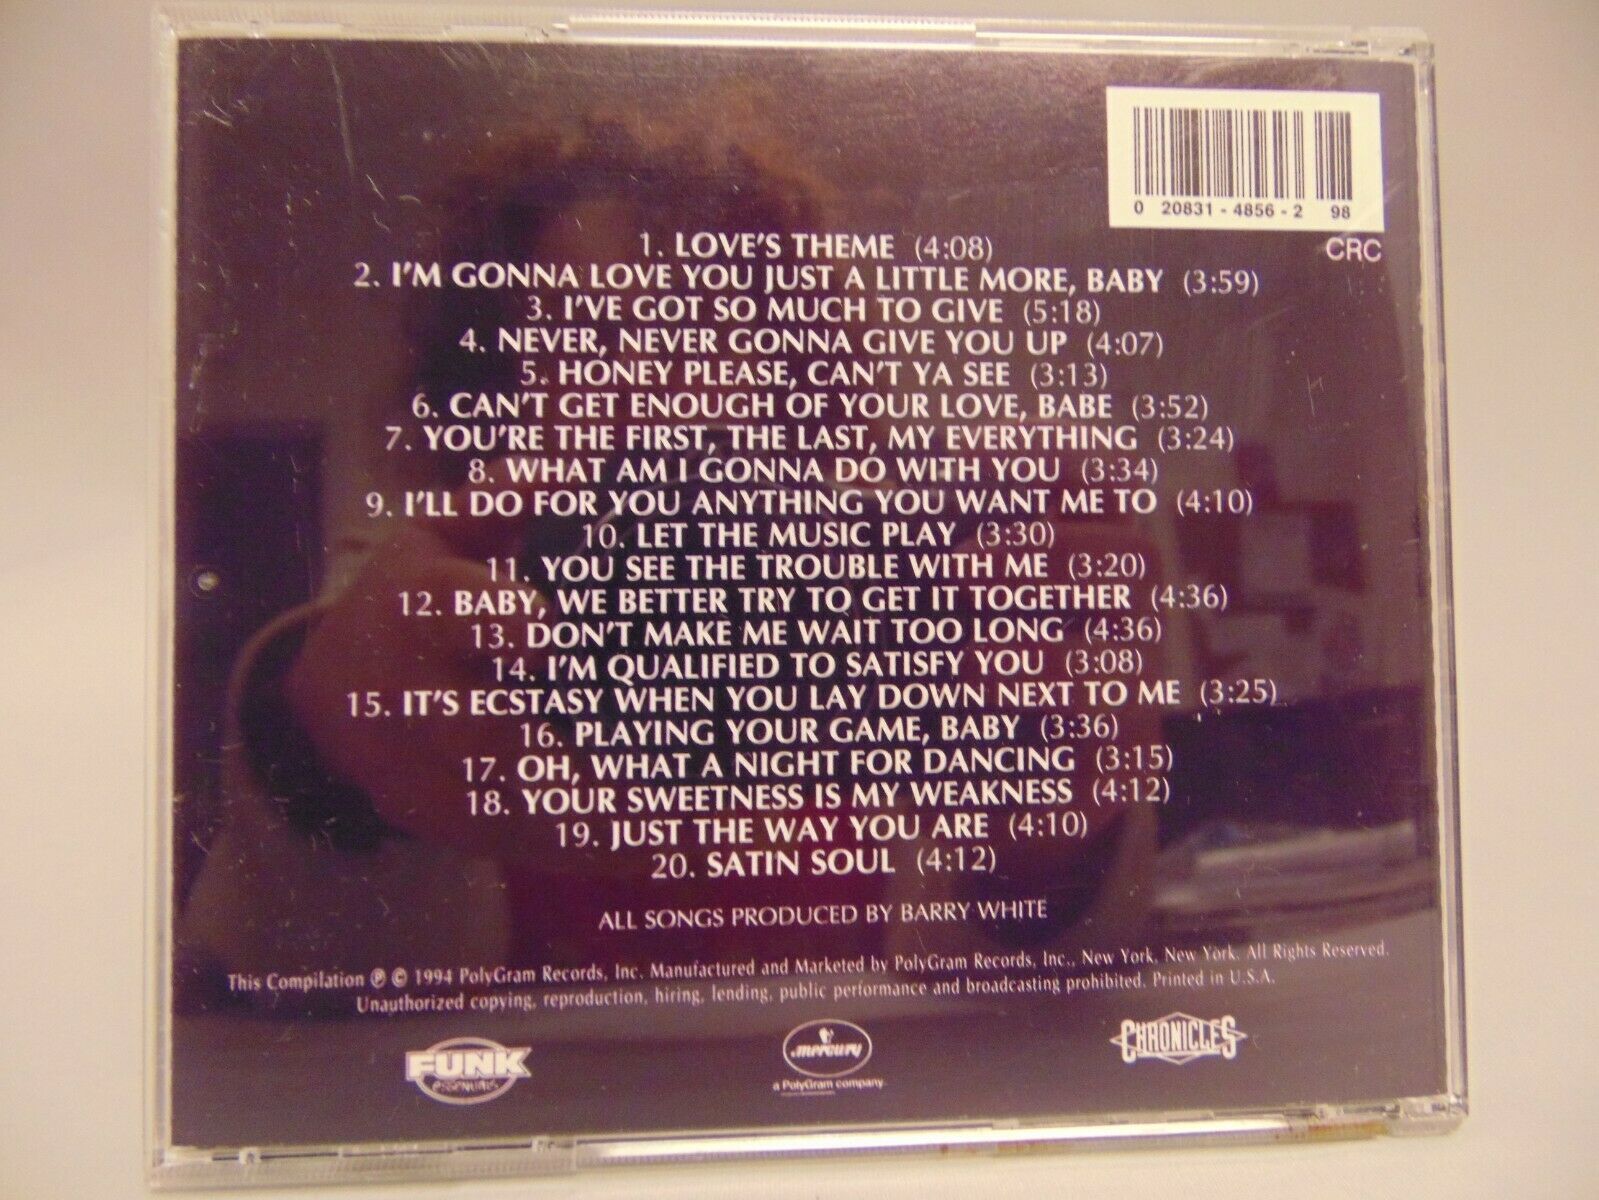 0 20831 - 4856 - 2 98
CRC
1. LOVE'S THEME (4:08)
2. I'M GONNA LOVE YOU JUST A LITTLE MORE, BABY (3:59)
3. I'VE GOT SO MUCH TO GIVE (5:18)
4. NEVER, NEVER GONNA GIVE YOU UP (4:07)
5. HONEY PLEASE, CAN'T YA SEE (3:13)
6. CAN'T GET ENOUGH OF YOUR LOVE, BABE (3:52)
7. YOU'RE THE FIRST, THE LAST, MY EVERYTHING (3:24)
8. WHAT AM I GONNA DO WITH YOU (3:34)
9. I'LL DO FOR YOU ANYTHING YOU WANT ME TO (4:10)
10. LET THE MUSIC PLAY (3:30)
11. YOU SEE THE TROUBLE WITH ME (3:20)
12. BABY, WE BETTER TRY TO GET IT TOGETHER (4:36)
13. DON'T MAKE ME WAIT TOO LONG (4:36)
14. I'M QUALIFIED TO SATISFY YOU (3:08)
15. IT'S ECSTASY WHEN YOU LAY DOWN NEXT TO ME (3:25)
16. PLAYING YOUR GAME, BABY (3:36)
17. OH, WHAT A NIGHT FOR DANCING (3:15)
18. YOUR SWEETNESS IS MY WEAKNESS (4:12)
19. JUST THE WAY YOU ARE (4:10)
20. SATIN SOUL (4:12)
ALL SONGS PRODUCED BY BARRY WHITE
This Compilation ℗ © 1994 PolyGram Records, Inc. Manufactured and Marketed by PolyGram Records, Inc., New York, New York. All Rights Reserved.
Unauthorized copying, reproduction, hiring, lending, public performance and broadcasting prohibited. Printed in U.S.A.
FUNK
ESSENTIALS
mercury
a PolyGram company
CHRONICLES